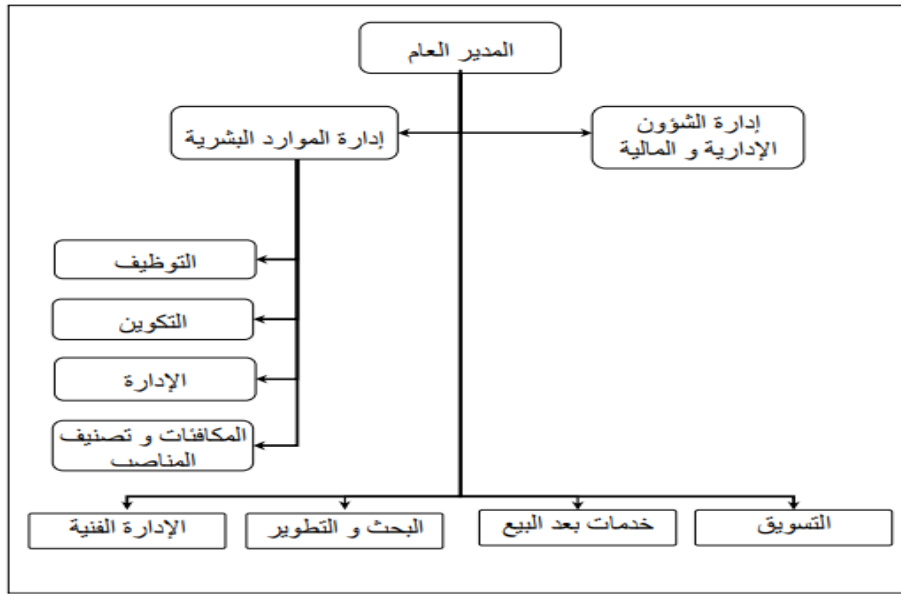 المدير العام
إدارة الشؤون
الإدارية و المالية
إدارة الموارد البشرية
التوظيف
التكوين
الإدارة
المكافئات و تصنيف
المناصب
التسويق
خدمات بعد البيع
البحث و التطوير
الإدارة الفنية